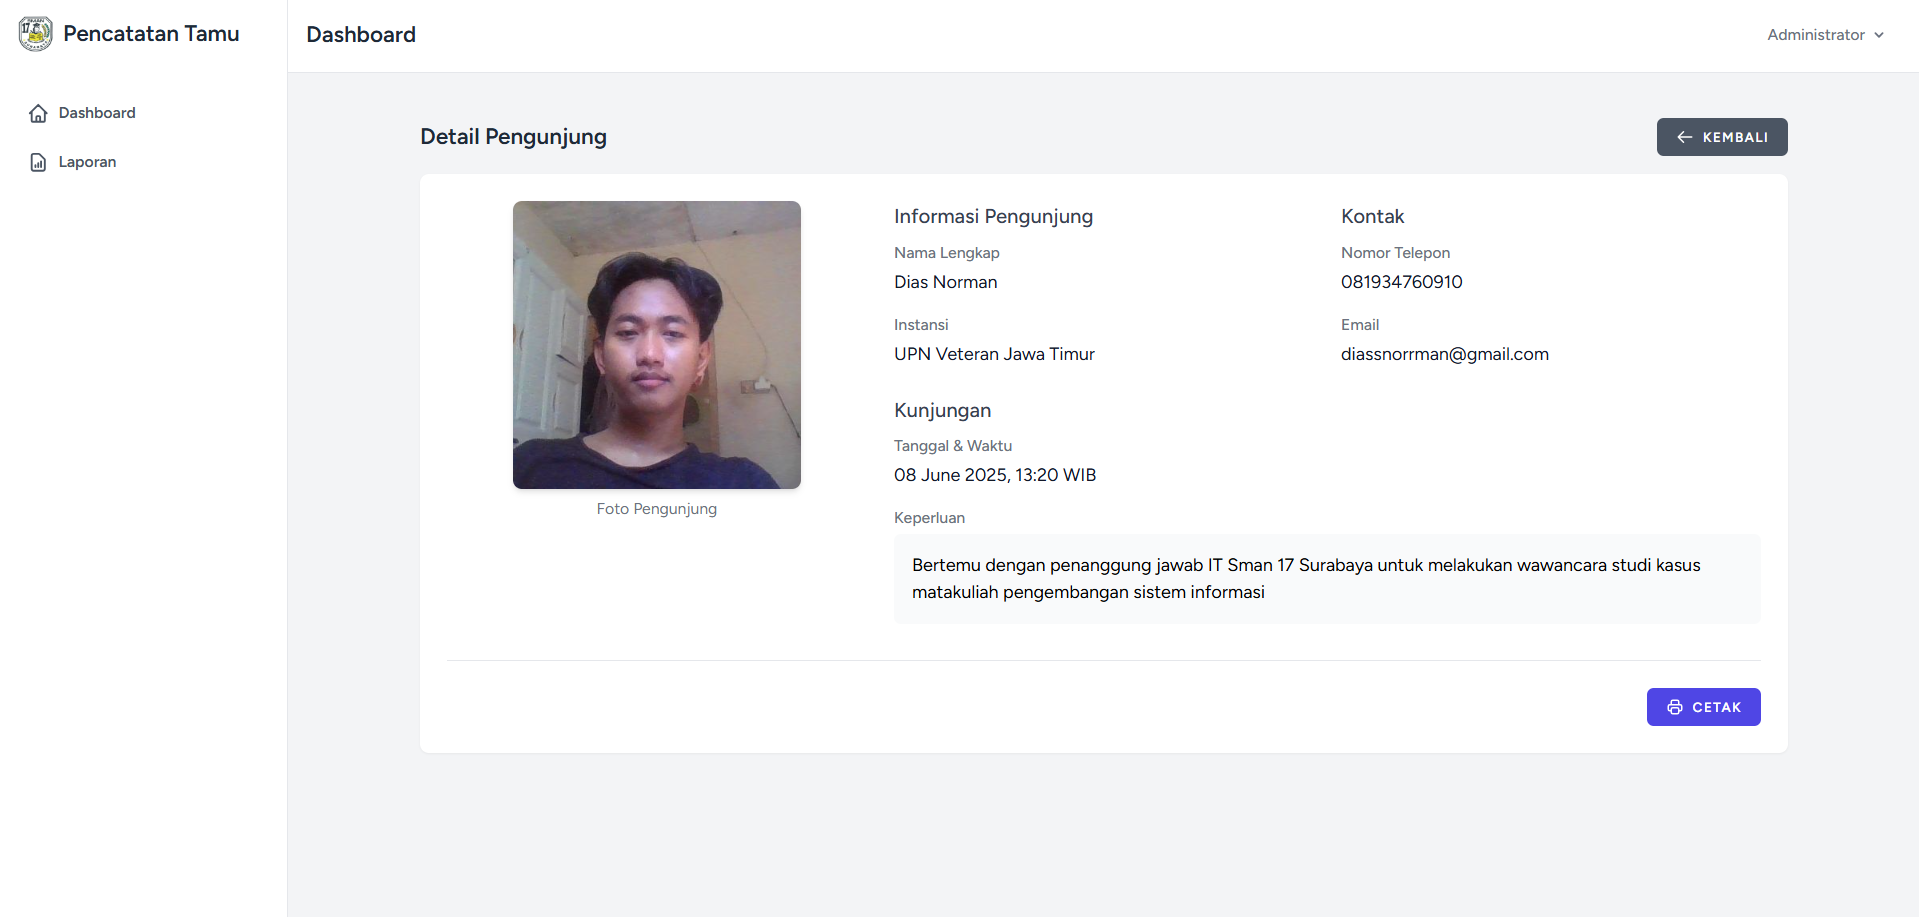 Pencatatan Tamu
Dashboard
Administrator
Dashboard
Laporan
Detail Pengunjung
KEMBALI
Foto Pengunjung
Informasi Pengunjung
Nama Lengkap
Dias Norman
Instansi
UPN Veteran Jawa Timur
Kontak
Nomor Telepon
081934760910
Email
diassnorrman@gmail.com
Kunjungan
Tanggal & Waktu
08 June 2025, 13:20 WIB
Keperluan
Bertemu dengan penanggung jawab IT Sman 17 Surabaya untuk melakukan wawancara studi kasus
matakuliah pengembangan sistem informasi
CETAK